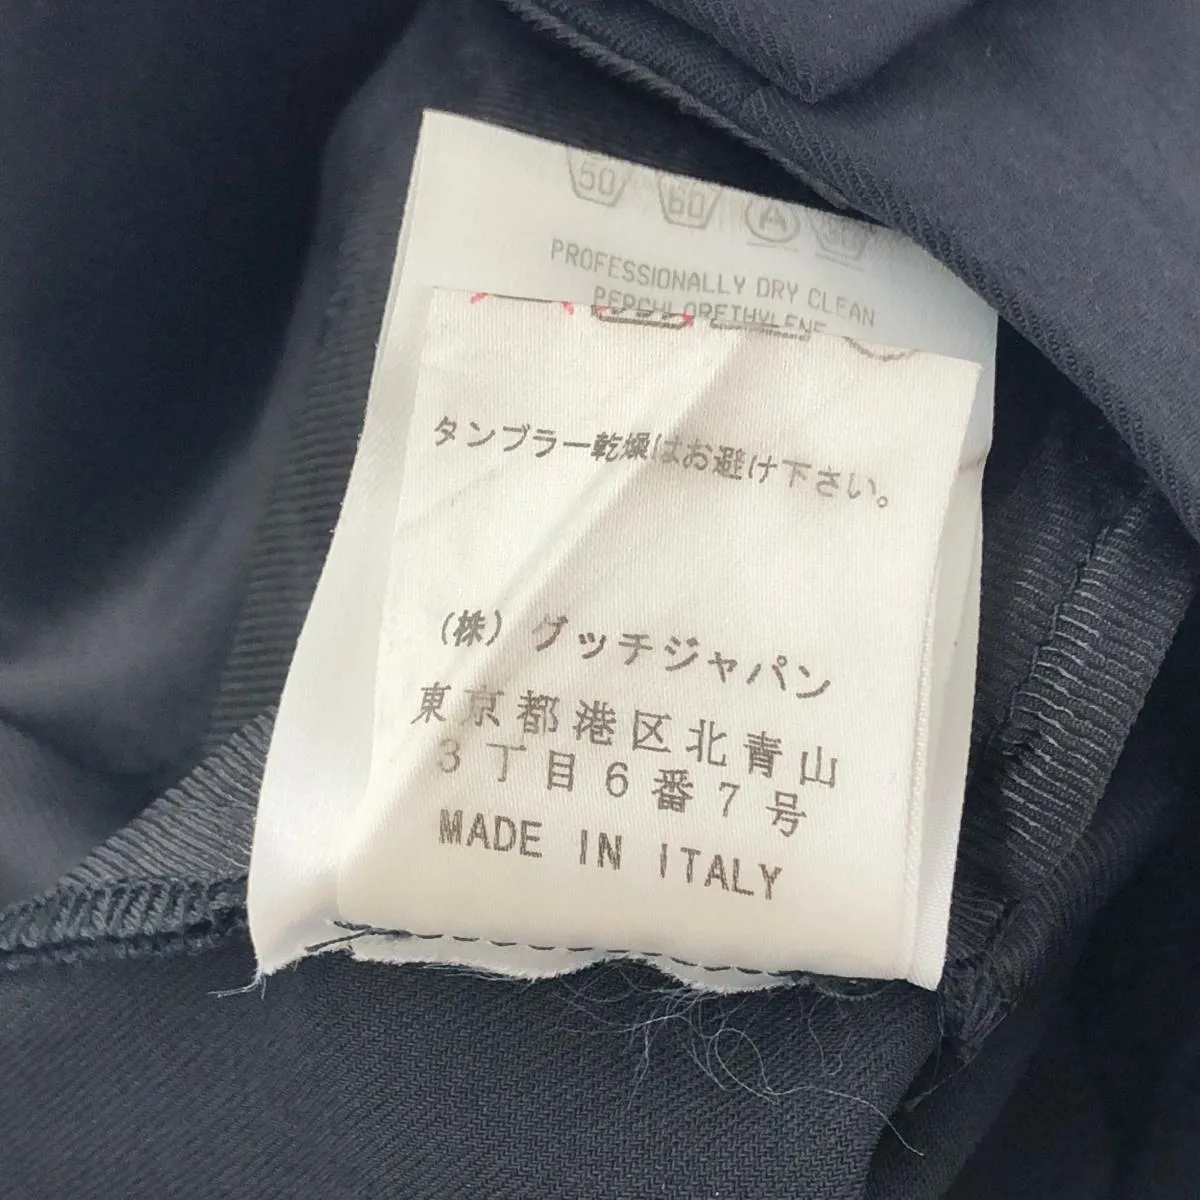 50 60 A
PROFESSIONALLY DRY CLEAN
PERCHLORETHYLENE
タンブラー乾燥はお避け下さい。
(株) グッチジャパン
東京都港区北青山
3丁目6番7号
MADE IN ITALY